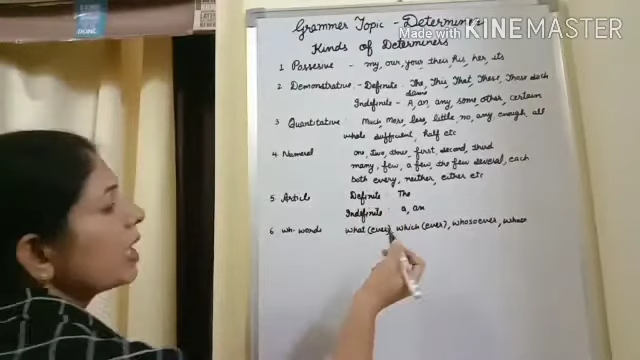 Grammer Topic - Determiner
Made with KINEMASTER
Kinds of Determiners
1 Possesive - my, our, your, their, his, her, its
2 Demonstrative - Definite - The, This, That, These, Those such
same
Indefinite - A, an, any, some, other, certain
3 Quantitative - Much, More, less, little, no, any, enough, all
whole sufficient, half etc
4 Nameral one, two, three, first, second, third
many, few, a few, the few several, each
both every, neither, either etc
5 Article Definite - The
Indefinite - a, an
6 wh- words what (ever), which (ever), whosoever, whose